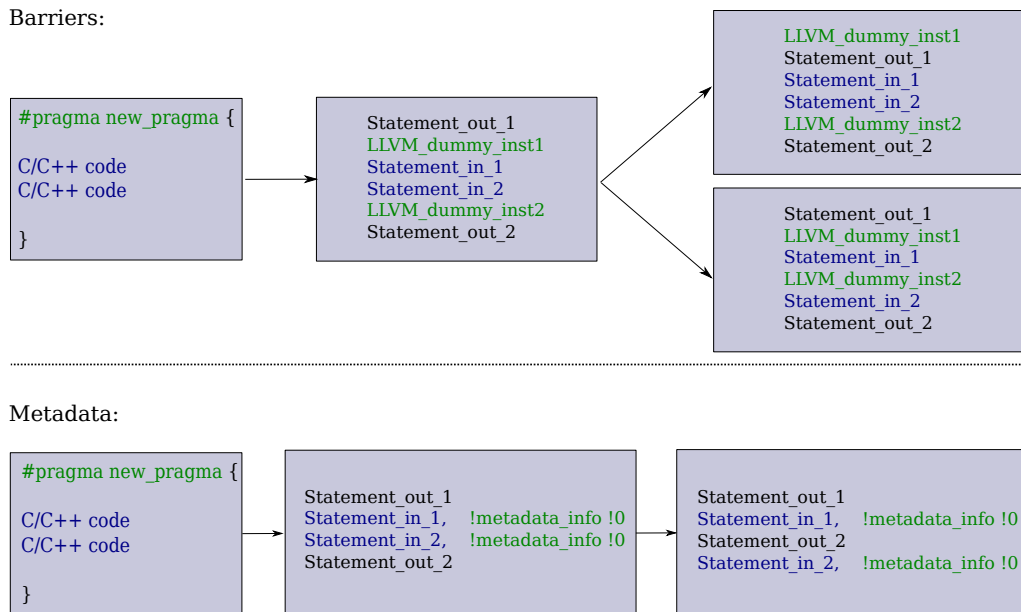 Barriers:
#pragma new_pragma {
C/C++ code
C/C++ code
}
Statement_out_1
LLVM_dummy_inst1
Statement_in_1
Statement_in_2
LLVM_dummy_inst2
Statement_out_2
LLVM_dummy_inst1
Statement_out_1
Statement_in_1
Statement_in_2
LLVM_dummy_inst2
Statement_out_2
Statement_out_1
LLVM_dummy_inst1
Statement_in_1
LLVM_dummy_inst2
Statement_in_2
Statement_out_2
Metadata:
#pragma new_pragma {
C/C++ code
C/C++ code
}
Statement_out_1
Statement_in_1, !metadata_info !0
Statement_in_2, !metadata_info !0
Statement_out_2
Statement_out_1
Statement_in_1, !metadata_info !0
Statement_out_2
Statement_in_2, !metadata_info !0